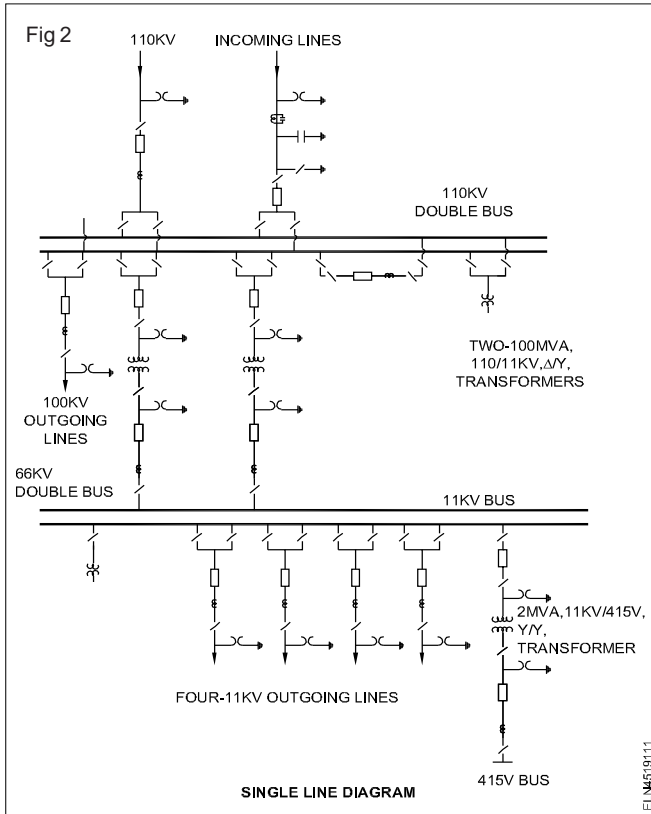 Fig 2
110KV
INCOMING LINES
110KV
DOUBLE BUS
TWO-100MVA,
110/11KV,Δ/Y,
TRANSFORMERS
100KV
OUTGOING
LINES
66KV
DOUBLE BUS
11KV BUS
2MVA,11KV/415V,
Y/Y,
TRANSFORMER
FOUR-11KV OUTGOING LINES
415V BUS
SINGLE LINE DIAGRAM